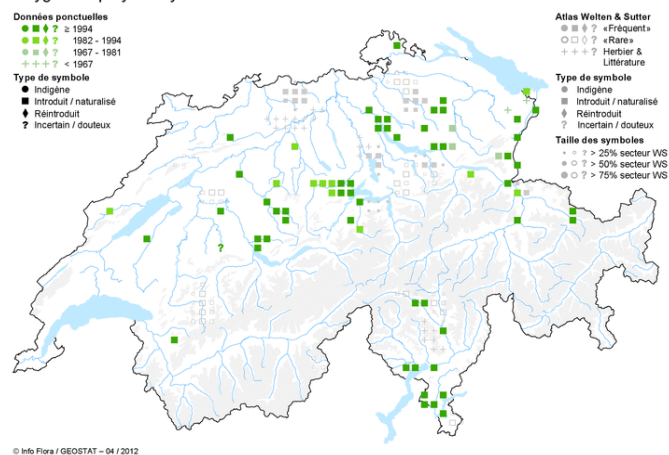 Données ponctuelles
≥ 1994
1982 - 1994
1967 - 1981
< 1967
Type de symbole
Indigène
Introduit / naturalisé
Réintroduit
? Incertain / douteux
Atlas Welten & Sutter
«Fréquent»
«Rare»
Herbier &
Littérature
Type de symbole
Indigène
Introduit / naturalisé
Réintroduit
? Incertain / douteux
Taille des symboles
? > 25% secteur WS
? > 50% secteur WS
? > 75% secteur WS
?
© Info Flora / GEOSTAT – 04 / 2012